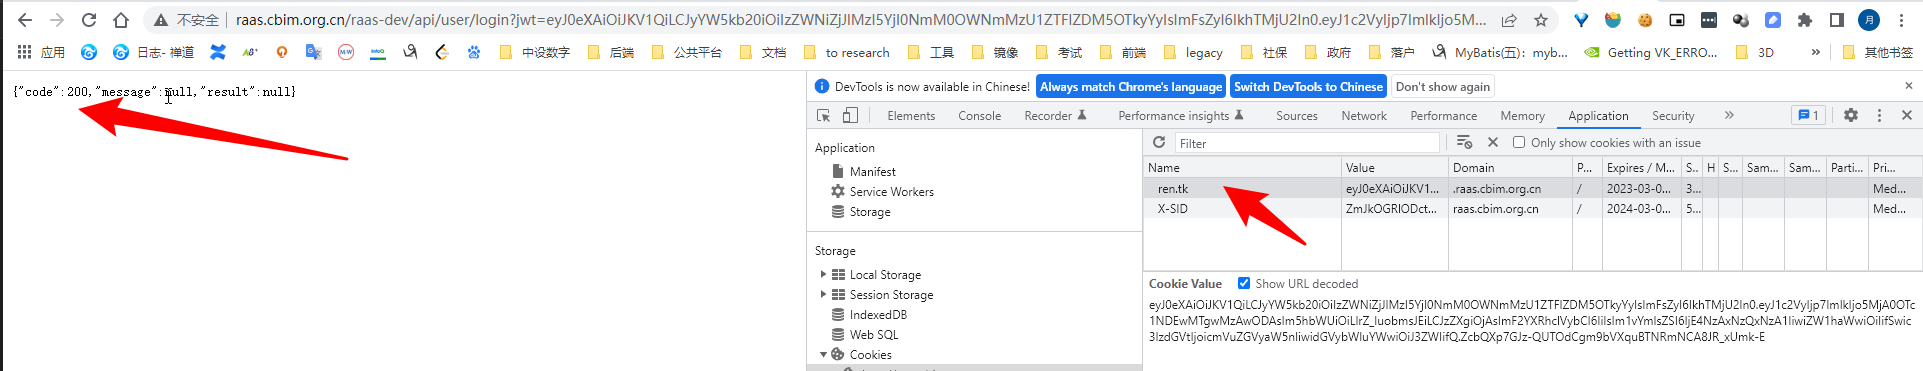 不安全 | raas.cbim.org.cn/raas-dev/api/user/login?jwt=eyJ0eXAiOiJKV1QiLCJyYW5kb20iOiIzZWNiZjJlMzI5YjI0NmM0OWNmMzU1ZTFlZDM5OTkyYyIsImFsZyI6IkhTMjU2In0.eyJ1c2VyIjp7ImlkIjo5M...
月
应用 日志- 禅道 中设数字 后端 公共平台 文档 to research 工具 镜像 考试 前端 legacy 社保 政府 落户 MyBatis(五): myb... Getting VK_ERRO... 3D » 其他书签
{"code":200,"message":null,"result":null}
DevTools is now available in Chinese! Always match Chrome's language Switch DevTools to Chinese Don't show again
Elements Console Recorder Performance insights Sources Network Performance Memory Application Security » 1
Application
Manifest
Service Workers
Storage
Storage
Local Storage
Session Storage
IndexedDB
Web SQL
Cookies
Filter Only show cookies with an issue
Name Value Domain P... Expires / M... S.. H S... Sam... Sam... Parti... Pri...
ren.tk eyJ0eXAiOiJKV1... .raas.cbim.org.cn / 2023-03-0... 3... Med...
X-SID ZmJkOGRlODct... raas.cbim.org.cn / 2024-03-0... 5... Med...
Cookie Value Show URL decoded